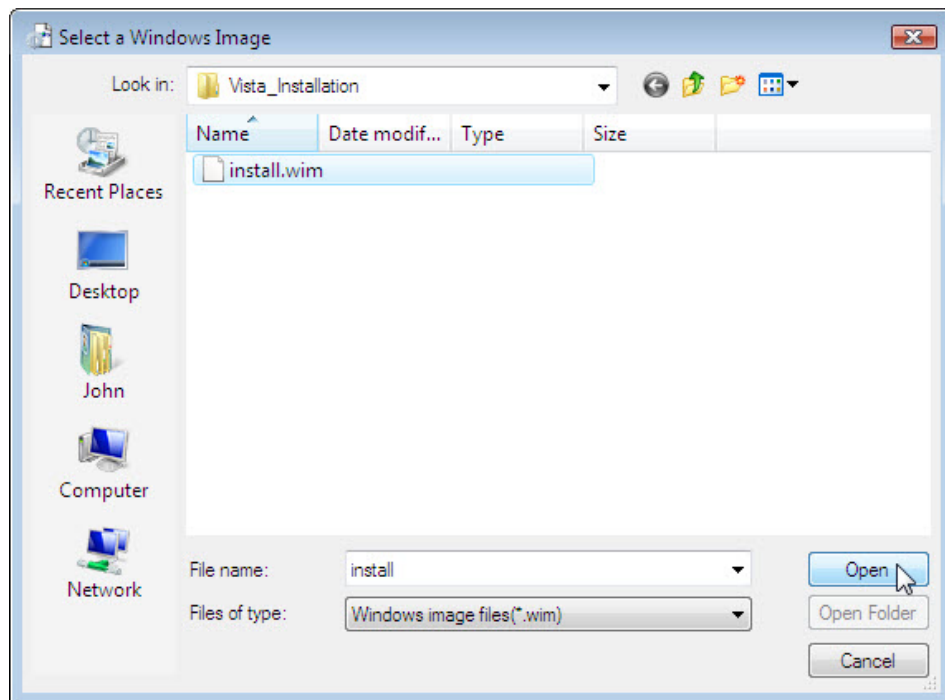 Select a Windows Image
Look in: Vista_Installation
Name Date modif... Type Size
install.wim
Recent Places
Desktop
John
Computer
Network
File name: install Open
Files of type: Windows image files(*.wim) Open Folder
Cancel